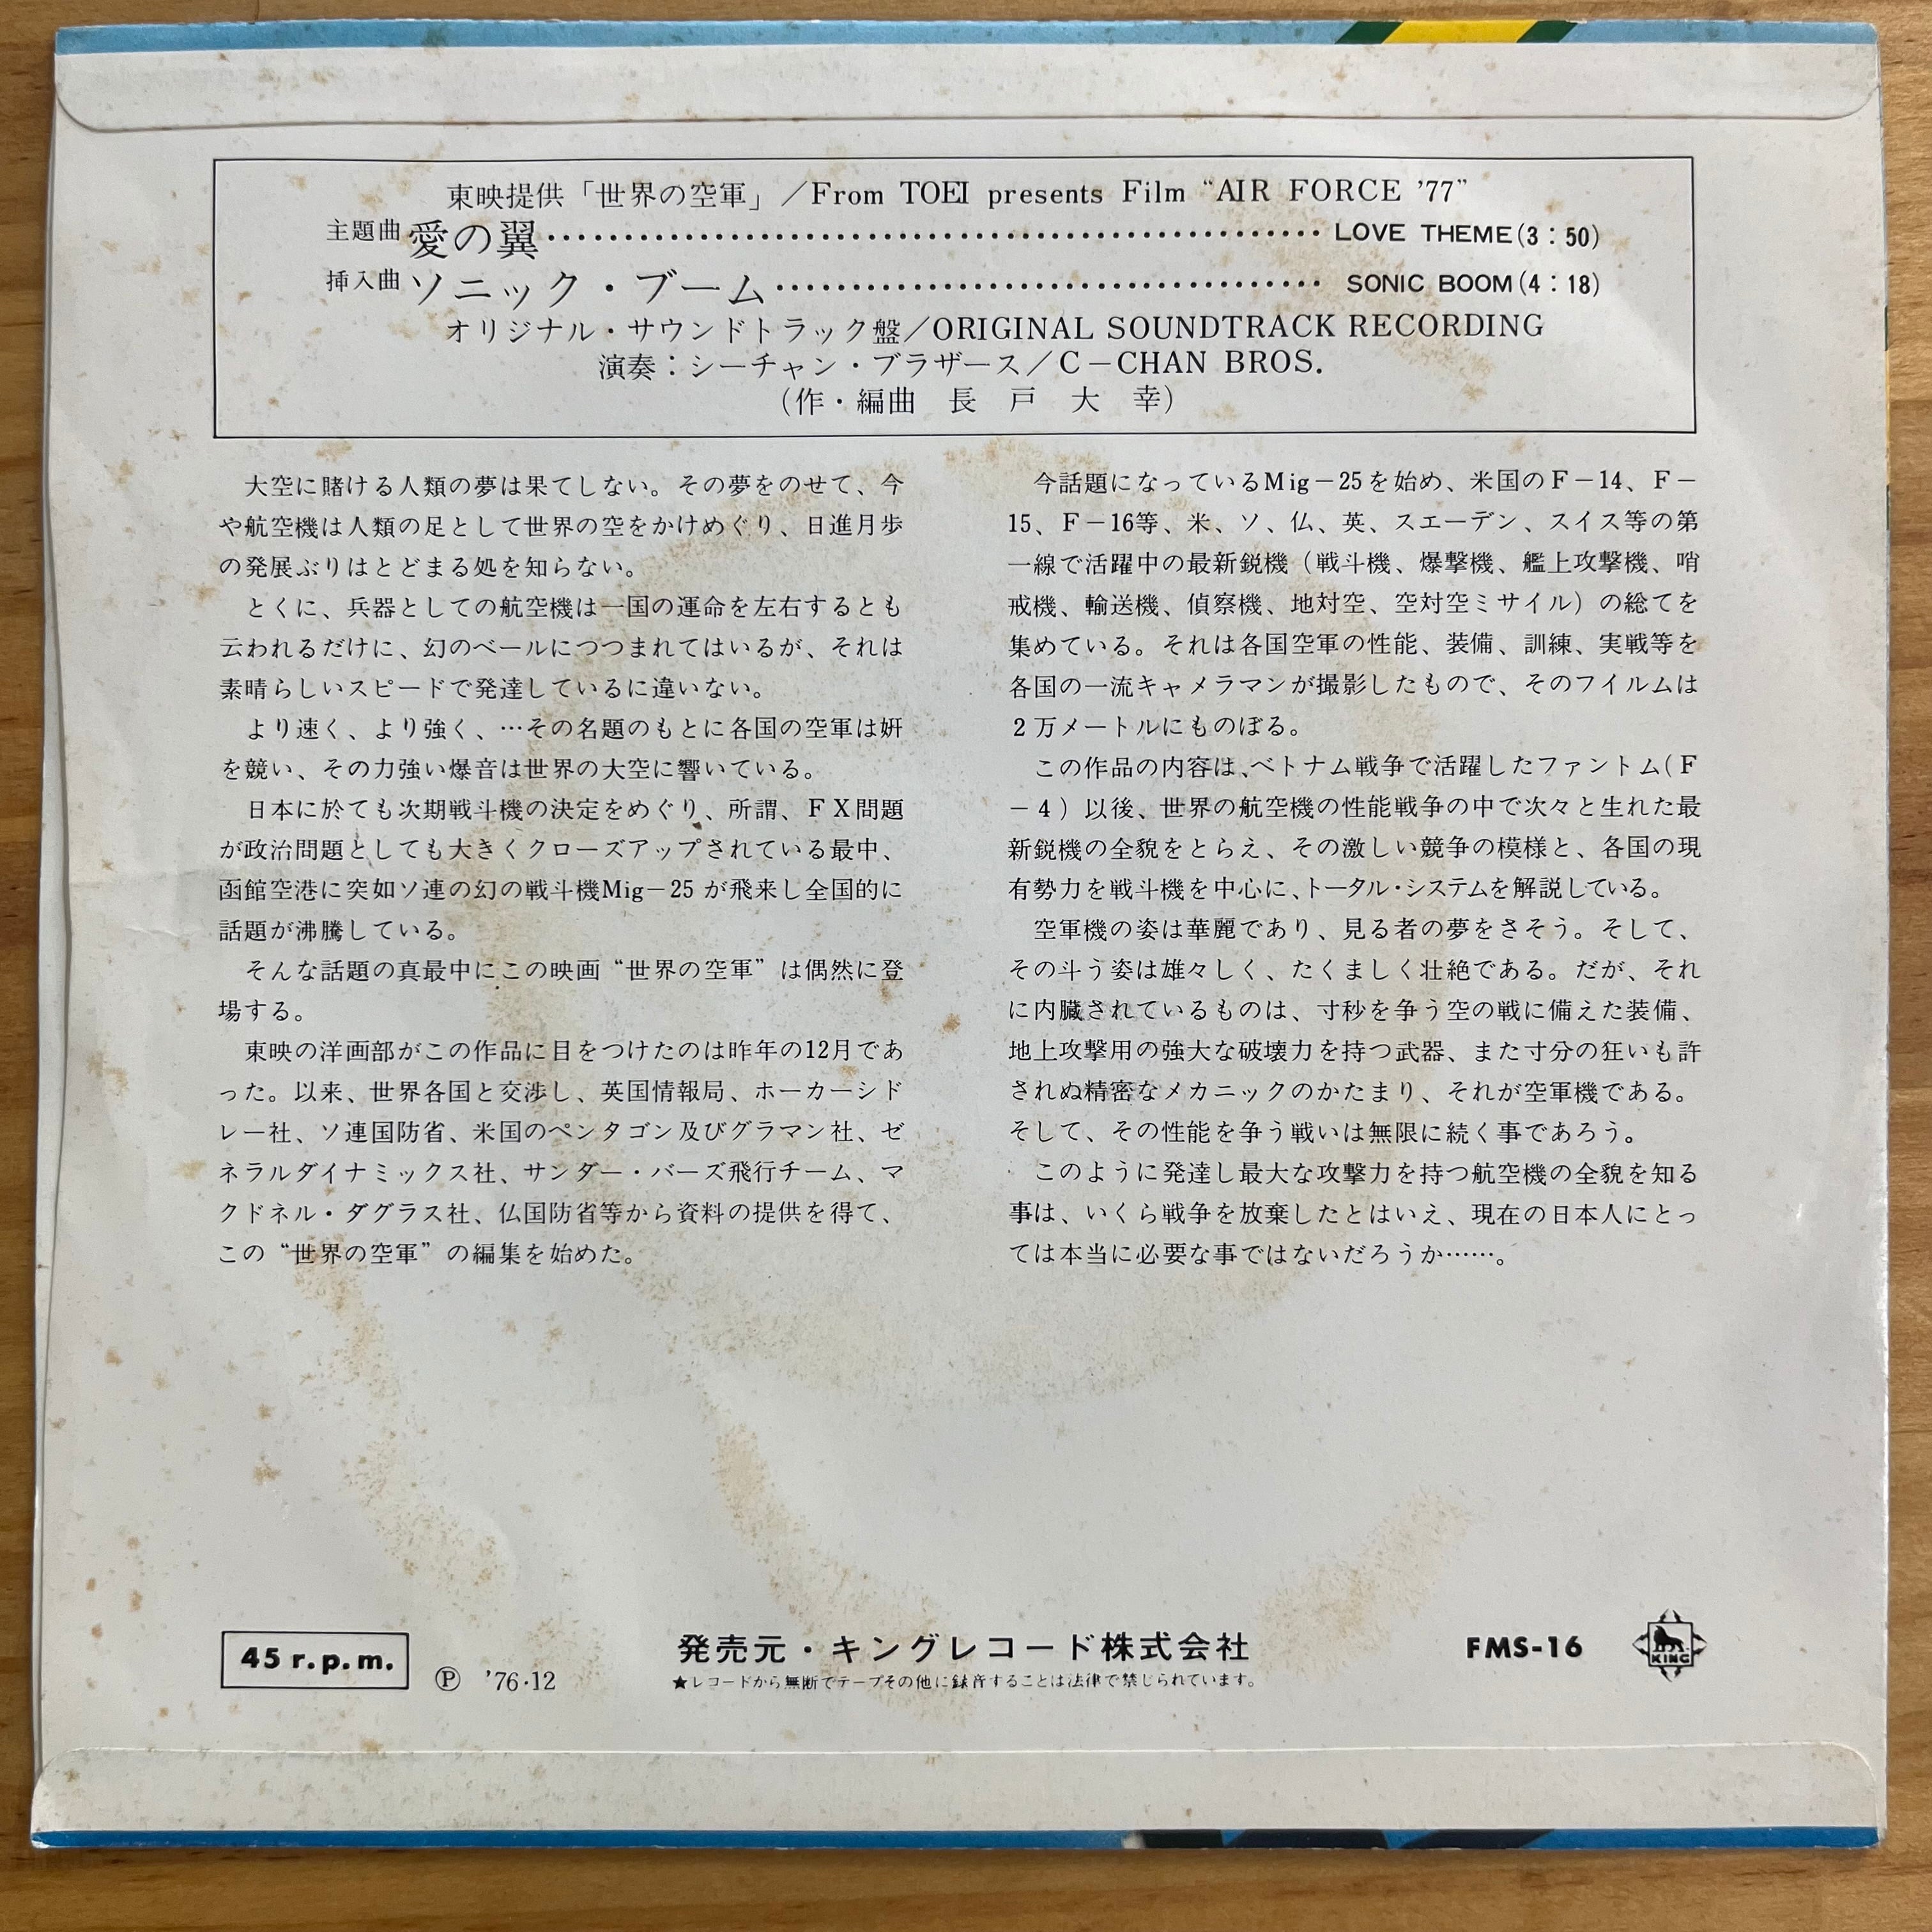 東映提供「世界の空軍」／From TOEI presents Film “AIR FORCE ’77”
主題曲 愛の翼……………………………………………………LOVE THEME(3：50)
挿入曲 ソニック・ブーム……………………………………SONIC BOOM(4：18)
オリジナル・サウンドトラック盤／ORIGINAL SOUNDTRACK RECORDING
演奏：シーチャン・ブラザース／C－CHAN BROS.
(作・編曲　長　戸　大　幸)
大空に賭ける人類の夢は果てしない。その夢をのせて、今
や航空機は人類の足として世界の空をかけめぐり、日進月歩
の発展ぶりはとどまる処を知らない。
とくに、兵器としての航空機は一国の運命を左右するとも
云われるだけに、幻のベールにつつまれてはいるが、それは
素晴らしいスピードで発達しているに違いない。
より速く、より強く、…その名題のもとに各国の空軍は妍
を競い、その力強い爆音は世界の大空に響いている。
日本に於ても次期戦斗機の決定をめぐり、所謂、ＦＸ問題
が政治問題としても大きくクローズアップされている最中、
函館空港に突如ソ連の幻の戦斗機Mig－25 が飛来し全国的に
話題が沸騰している。
そんな話題の真最中にこの映画“世界の空軍”は偶然に登
場する。
東映の洋画部がこの作品に目をつけたのは昨年の12月であ
った。以来、世界各国と交渉し、英国情報局、ホーカーシド
レー社、ソ連国防省、米国のペンタゴン及びグラマン社、ゼ
ネラルダイナミックス社、サンダー・バーズ飛行チーム、マ
クドネル・ダグラス社、仏国防省等から資料の提供を得て、
この“世界の空軍”の編集を始めた。
今話題になっているMig－25を始め、米国のＦ－14、Ｆ－
15、Ｆ－16等、米、ソ、仏、英、スエーデン、スイス等の第
一線で活躍中の最新鋭機（戦斗機、爆撃機、艦上攻撃機、哨
戒機、輸送機、偵察機、地対空、空対空ミサイル）の総てを
集めている。それは各国空軍の性能、装備、訓練、実戦等を
各国の一流キャメラマンが撮影したもので、そのフイルムは
２万メートルにものぼる。
この作品の内容は、ベトナム戦争で活躍したファントム(Ｆ
－４）以後、世界の航空機の性能戦争の中で次々と生れた最
新鋭機の全貌をとらえ、その激しい競争の模様と、各国の現
有勢力を戦斗機を中心に、トータル・システムを解説している。
空軍機の姿は華麗であり、見る者の夢をさそう。そして、
その斗う姿は雄々しく、たくましく壮絶である。だが、それ
に内臓されているものは、寸秒を争う空の戦に備えた装備、
地上攻撃用の強大な破壊力を持つ武器、また寸分の狂いも許
されぬ精密なメカニックのかたまり、それが空軍機である。
そして、その性能を争う戦いは無限に続く事であろう。
このように発達し最大な攻撃力を持つ航空機の全貌を知る
事は、いくら戦争を放棄したとはいえ、現在の日本人にとっ
ては本当に必要な事ではないだろうか……。
45 r.p.m.
Ⓟ ’76·12
発売元・キングレコード株式会社
★レコードから無断でテープその他に録音することは法律で禁じられています。
FMS-16
KING